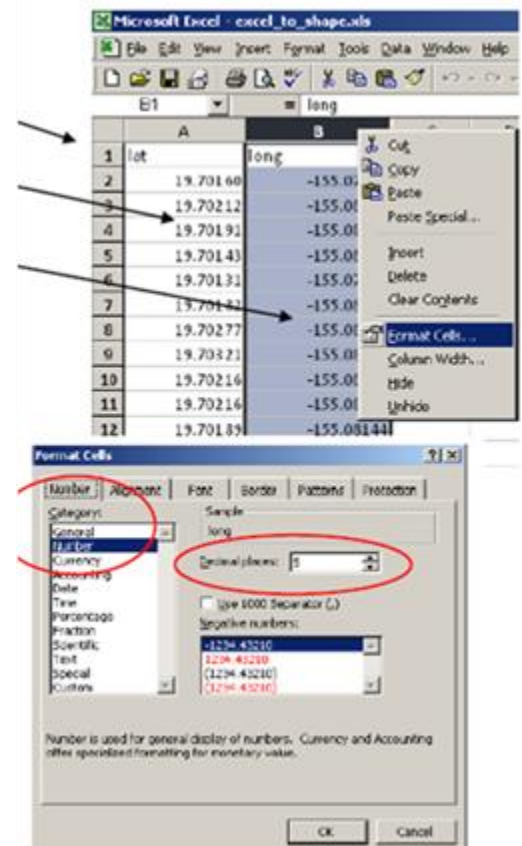 Microsoft Excel - excel_to_shape.xls
File Edit View Insert Format Tools Data Window Help
B1 = long
A B
1 lat long
2 19.70160 -155.0
3 19.70212 -155.0
4 19.70191 -155.0
5 19.70143 -155.0
6 19.70131 -155.0
7 -155.0
8 19.70277 -155.0
9 19.70321 -155.0
10 19.70216 -155.0
11 19.70216 -155.0
12 19.70189 -155.08144
Cut
Copy
Paste
Paste Special...
Insert
Delete
Clear Contents
Format Cells...
Column Width...
Hide
Unhide
Format Cells
Number Alignment Font Border Patterns Protection
Category:
General
Number
Currency
Accounting
Date
Time
Percentage
Fraction
Scientific
Text
Special
Custom
Sample
long
Decimal places: 5
Use 1000 Separator (,)
Negative numbers:
-1234.43210
1234.43210
(1234.43210)
(1234.43210)
Number is used for general display of numbers. Currency and Accounting
offer specialized formatting for monetary value.
OK Cancel